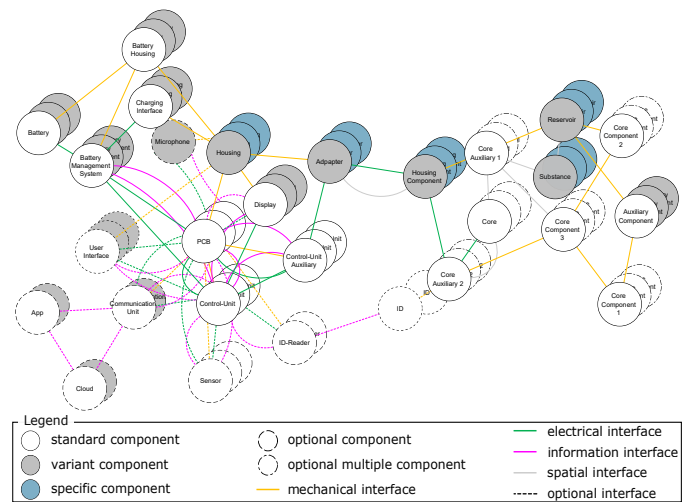 Battery
Housing
Charging
Interface
Battery
Microphone
Battery
Management
System
Housing
Adpapter
Housing
Component
Core
Auxiliary 1
Reservoir
Core
Component
2
Substance
Display
User
Interface
PCB
Control-Unit
Auxiliary
Core
Core
Component
3
Auxiliary
Component
Core
Auxiliary 2
App
Communication
Unit
Control-Unit
ID
ID
Core
Component
1
ID-Reader
Cloud
Sensor
Legend
standard component
variant component
specific component
optional component
optional multiple component
mechanical interface
electrical interface
information interface
spatial interface
optional interface